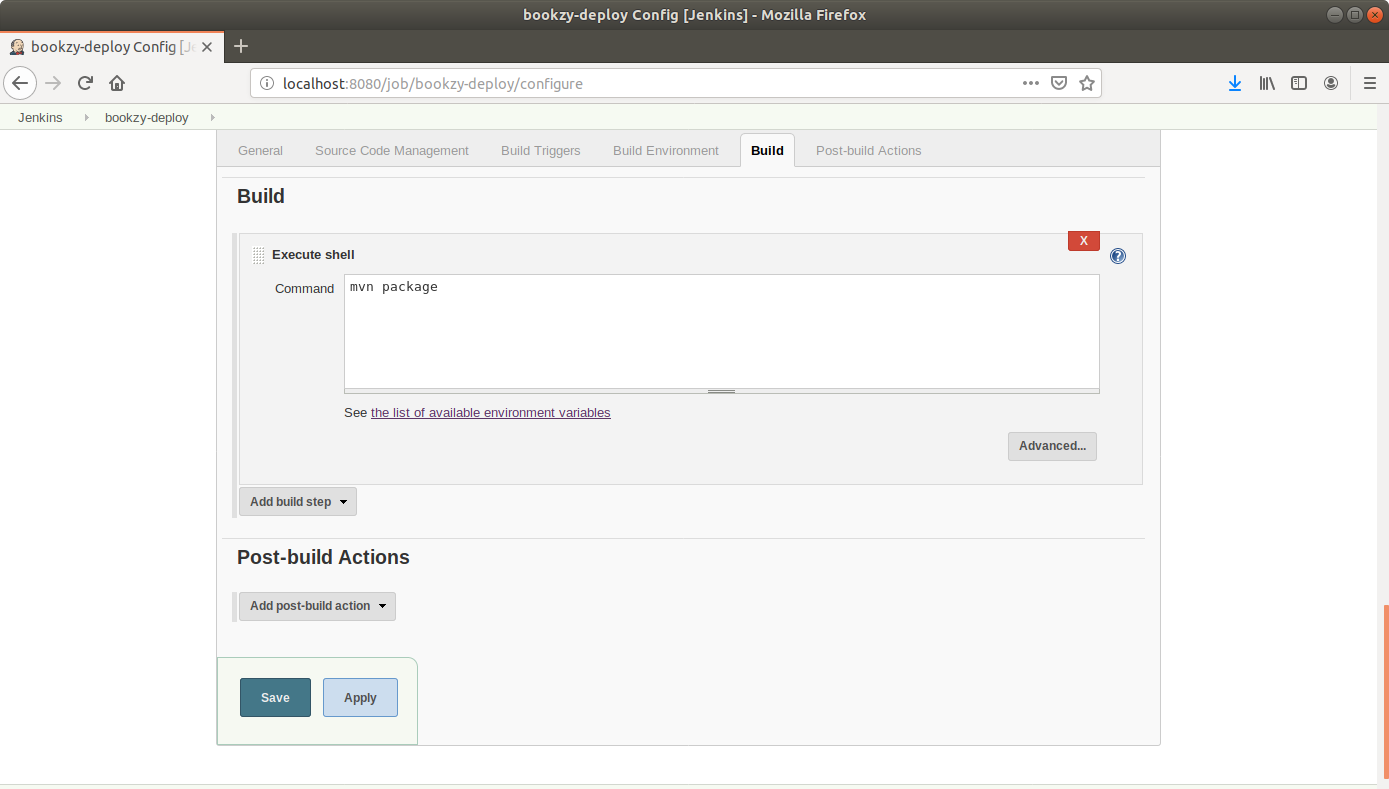 bookzy-deploy Config [Jenkins] - Mozilla Firefox
bookzy-deploy Config [Je
localhost:8080/job/bookzy-deploy/configure
Jenkins bookzy-deploy
General Source Code Management Build Triggers Build Environment Build Post-build Actions
Build
X
Execute shell
Command mvn package
See the list of available environment variables
Advanced...
Add build step
Post-build Actions
Add post-build action
Save Apply